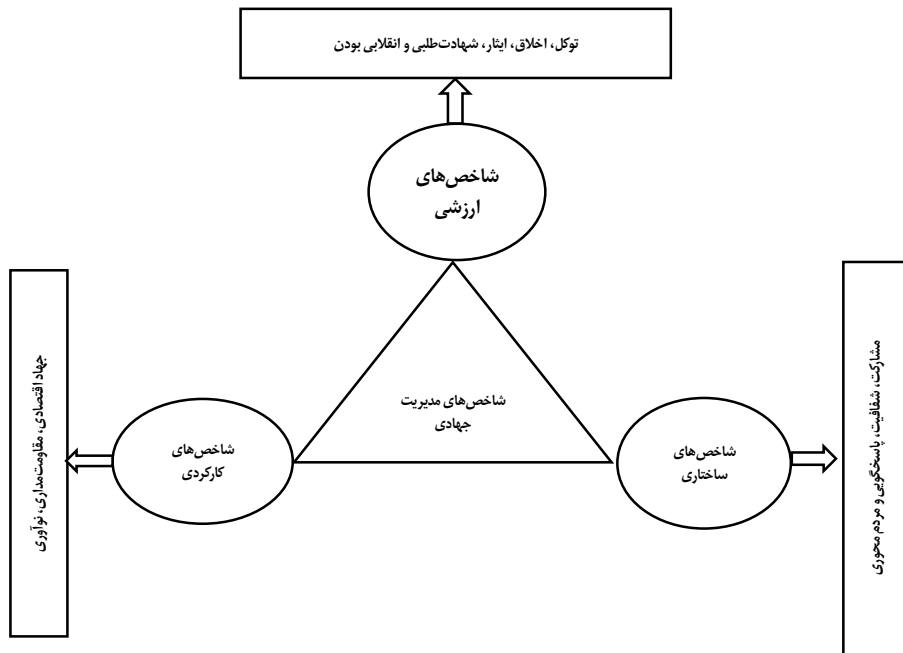 توکل، اخلاق، ایثار، شهادت‌طلبی و انقلابی بودن
شاخص‌های
ارزشی
شاخص‌های مدیریت
جهادی
شاخص‌های
ساختاری
مشارکت، شفافیت، پاسخگویی و مردم محوری
شاخص‌های
کارکردی
جهاد اقتصادی، مقاومت‌مداری، نوآوری